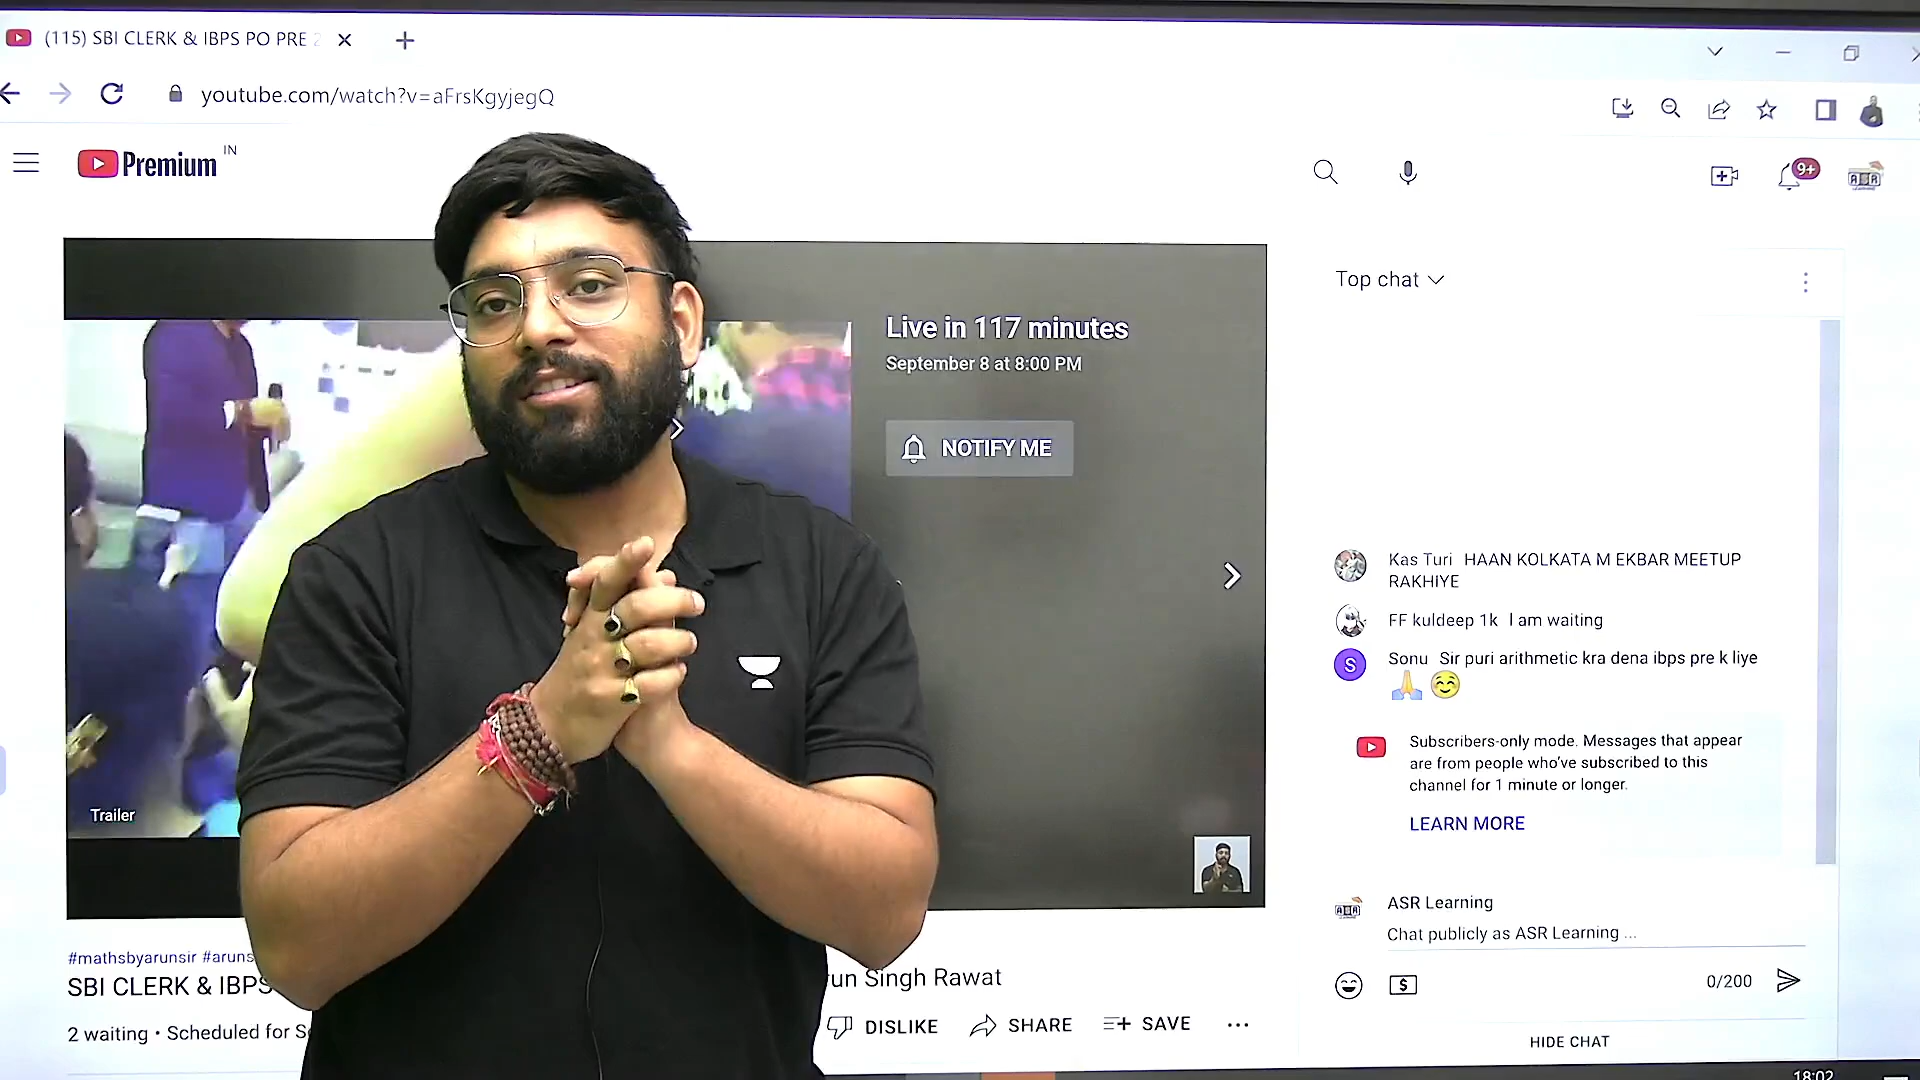 (115) SBI CLERK & IBPS PO PRE 2
youtube.com/watch?v=aFrsKgyjegQ
Premium IN
9+
ASR
Top chat
Live in 117 minutes
September 8 at 8:00 PM
NOTIFY ME
Kas Turi HAAN KOLKATA M EKBAR MEETUP
RAKHIYE
FF kuldeep 1k I am waiting
S
Sonu Sir puri arithmetic kra dena ibps pre k liye
🙏 ☺️
Subscribers-only mode. Messages that appear
are from people who've subscribed to this
channel for 1 minute or longer.
LEARN MORE
Trailer
ASR Learning
Chat publicly as ASR Learning ...
0/200
HIDE CHAT
#mathsbyarunsir #aruns
SBI CLERK & IBPS
run Singh Rawat
2 waiting • Scheduled for S
DISLIKE
SHARE
SAVE
18:02